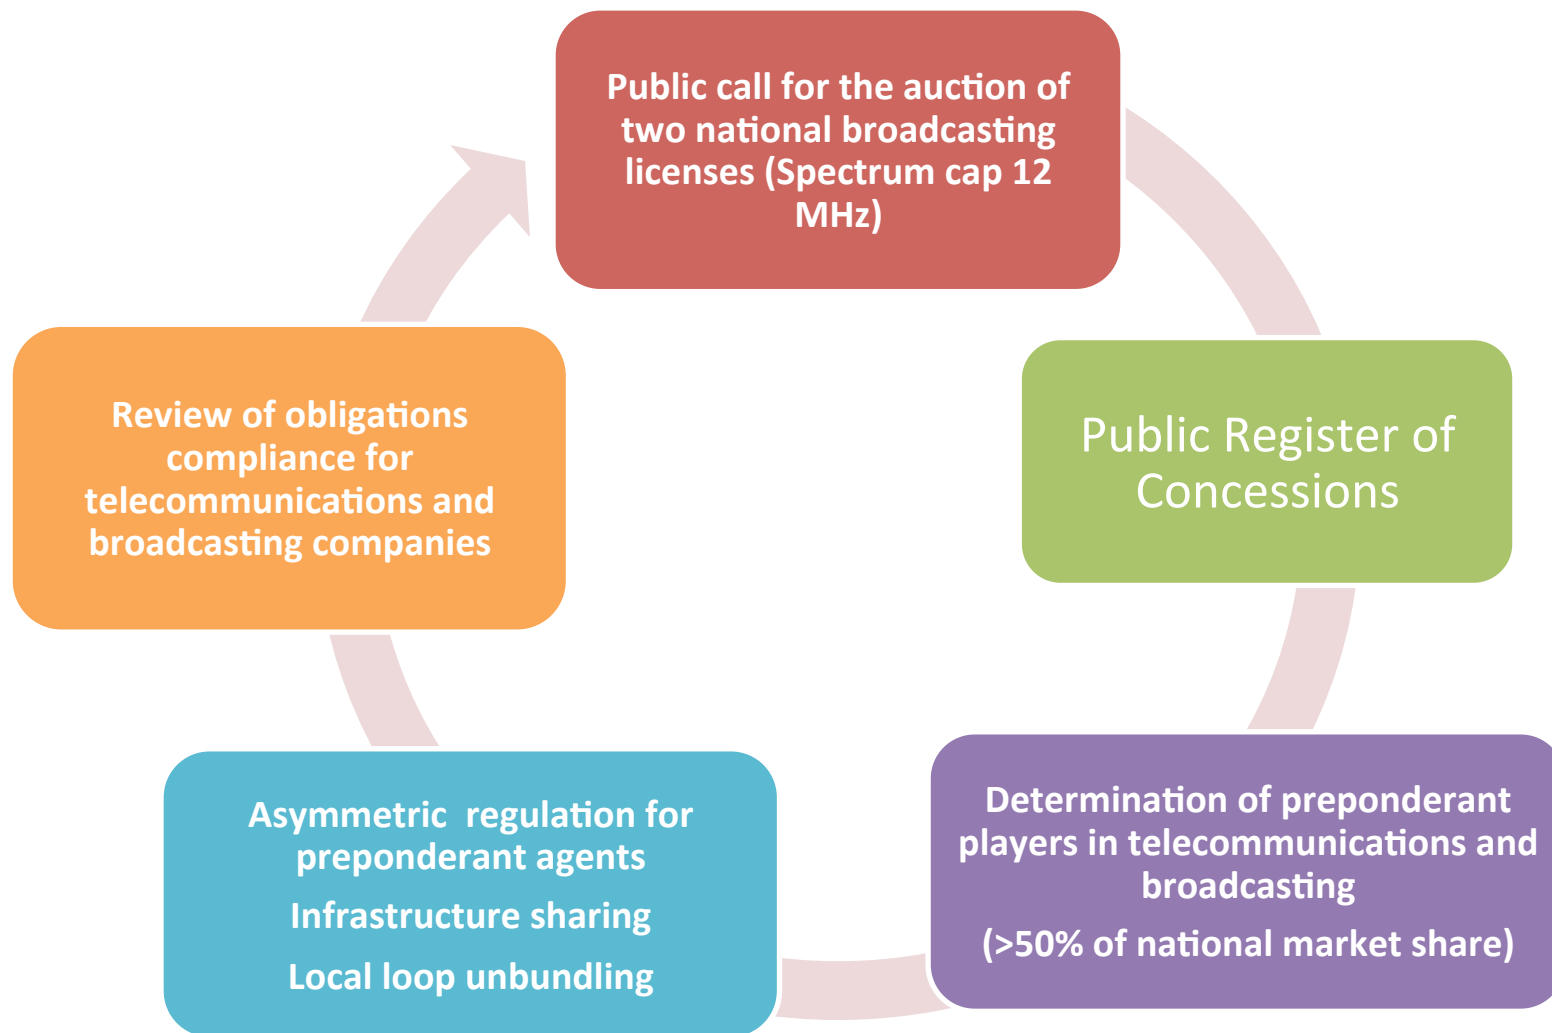 Public call for the auction of
two national broadcasting
licenses (Spectrum cap 12
MHz)
Public Register of
Concessions
Determination of preponderant
players in telecommunications and
broadcasting
(>50% of national market share)
Asymmetric  regulation for
preponderant agents
Infrastructure sharing
Local loop unbundling
Review of obligations
compliance for
telecommunications and
broadcasting companies